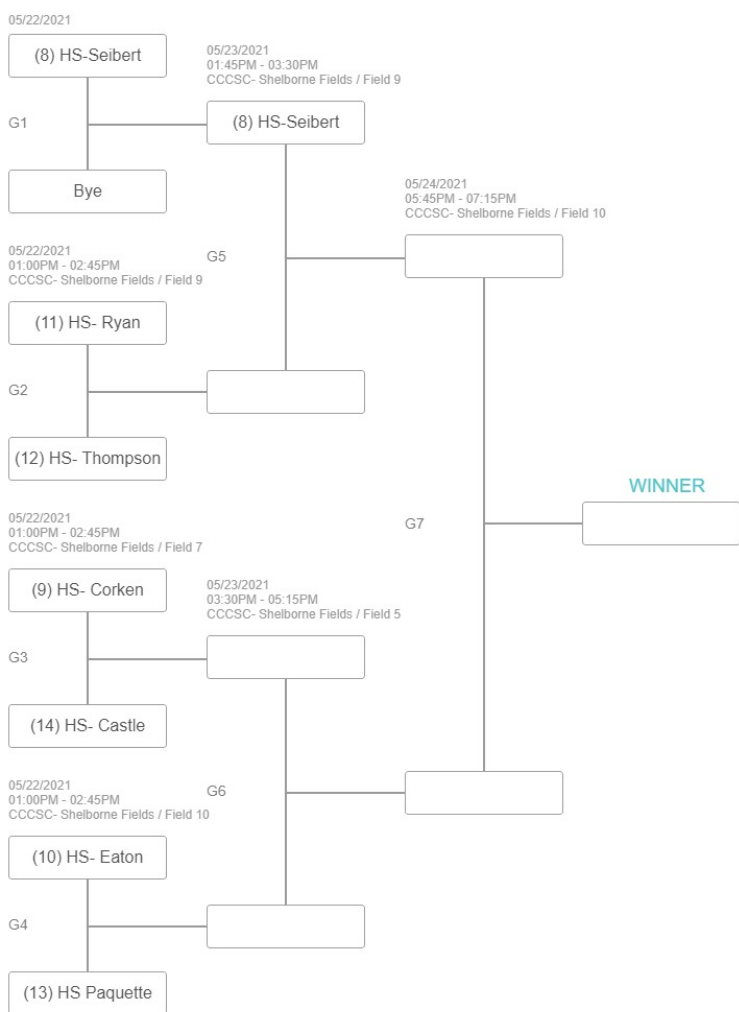 05/22/2021
(8) HS-Seibert
G1
Bye
05/22/2021
01:00PM - 02:45PM
CCCSC- Shelborne Fields / Field 9
(11) HS- Ryan
G2
(12) HS- Thompson
05/22/2021
01:00PM - 02:45PM
CCCSC- Shelborne Fields / Field 7
(9) HS- Corken
G3
(14) HS- Castle
05/22/2021
01:00PM - 02:45PM
CCCSC- Shelborne Fields / Field 10
(10) HS- Eaton
G4
(13) HS Paquette
05/23/2021
01:45PM - 03:30PM
CCCSC- Shelborne Fields / Field 9
(8) HS-Seibert
G5
05/23/2021
03:30PM - 05:15PM
CCCSC- Shelborne Fields / Field 5
G6
05/24/2021
05:45PM - 07:15PM
CCCSC- Shelborne Fields / Field 10
G7
WINNER